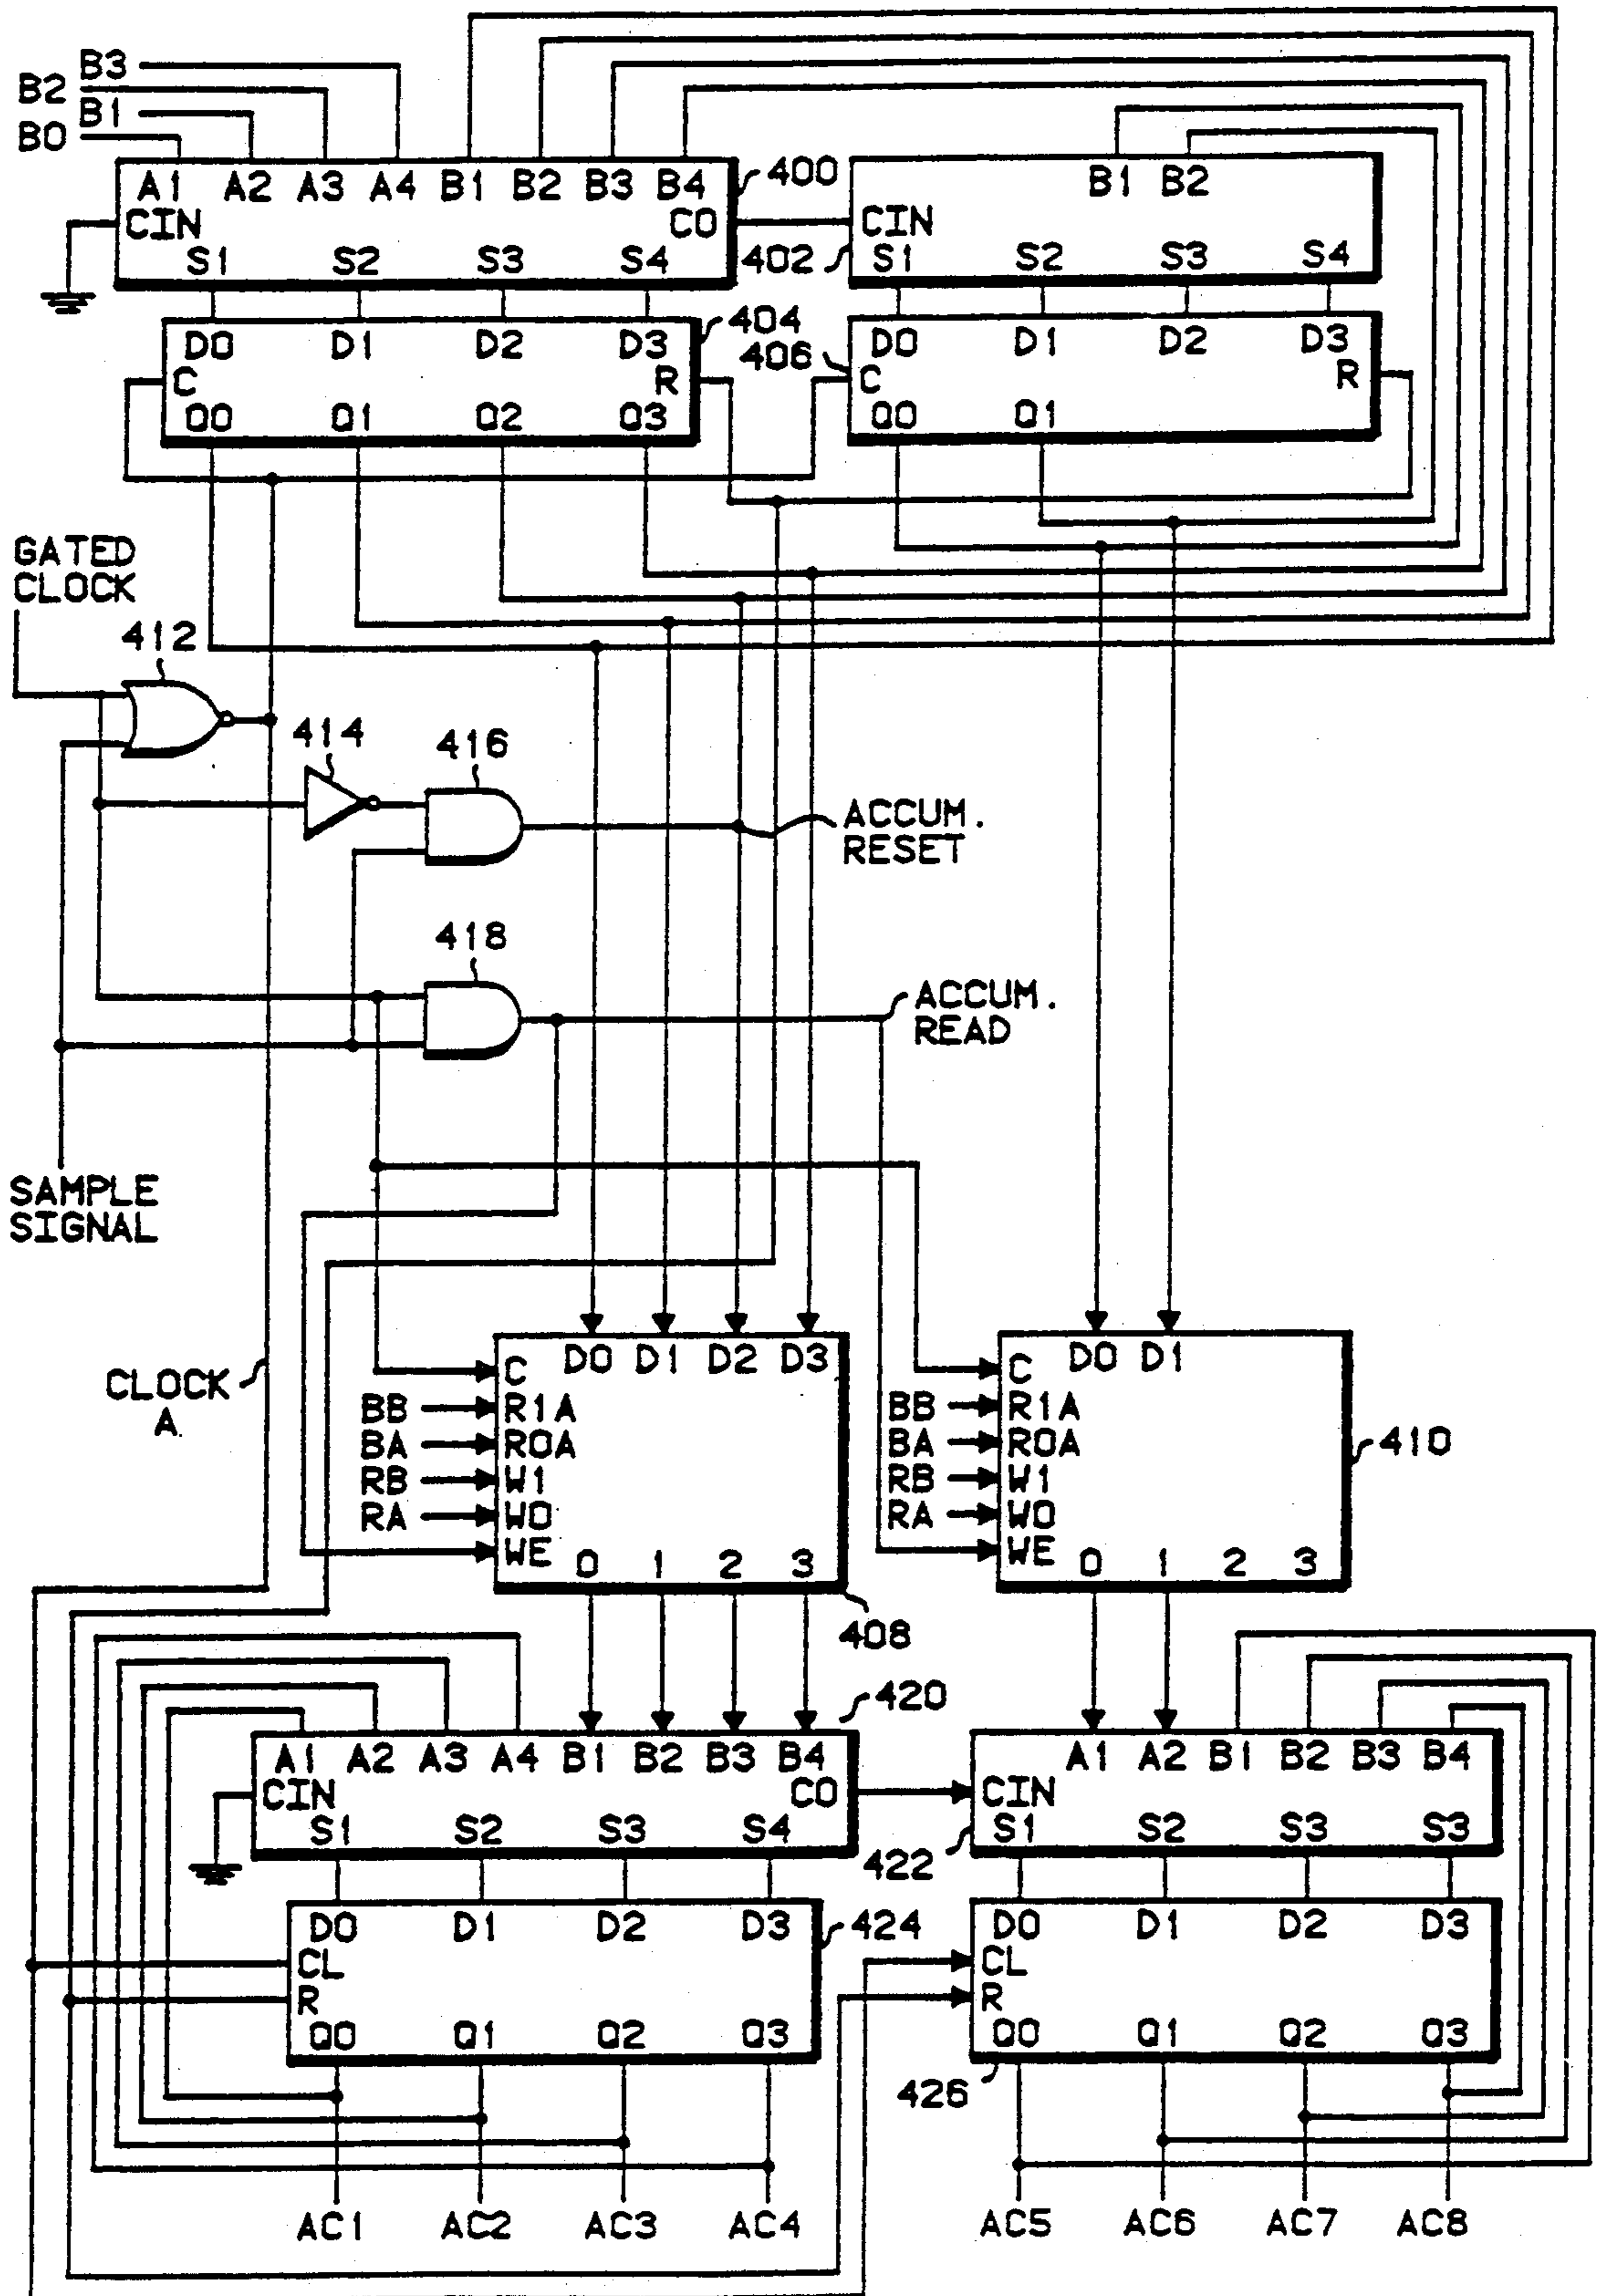 B3
B2
B1
B0
A1 A2 A3 A4 B1 B2 B3 B4
400
B1 B2
CIN
CO
CIN
S1 S2 S3 S4
402
S1 S2 S3 S4
404
D0 D1 D2 D3
406
D0 D1 D2 D3
C
R
C
R
Q0 Q1 Q2 Q3
Q0 Q1
GATED
CLOCK
412
414
416
ACCUM.
RESET
418
ACCUM.
READ
SAMPLE
SIGNAL
CLOCK
A
D0 D1 D2 D3
C
BB R1A
BA R0A
RB W1
RA W0
WE
0 1 2 3
408
D0 D1
C
BB R1A
BA R0A
RB W1
RA W0
WE
0 1 2 3
410
420
A1 A2 A3 A4 B1 B2 B3 B4
CIN
CO
S1 S2 S3 S4
A1 A2 B1 B2 B3 B4
CIN
S1 S2 S3 S3
422
D0 D1 D2 D3
424
CL
R
Q0 Q1 Q2 Q3
D0 D1 D2 D3
CL
R
Q0 Q1 Q2 Q3
426
AC1 AC2 AC3 AC4
AC5 AC6 AC7 AC8